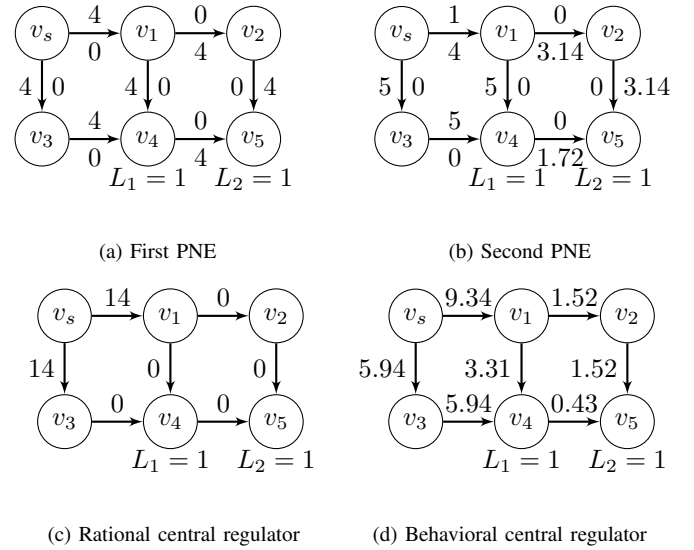 4 0 1 0
v_s v_1 v_2 v_s v_1 v_2
0 4 4 3.14
4 0 4 0 0 4 5 0 5 0 0 3.14
4 0 5 0
v_3 v_4 v_5 v_3 v_4 v_5
0 4 0 1.72
L_1 = 1 L_2 = 1 L_1 = 1 L_2 = 1
(a) First PNE (b) Second PNE
14 0 9.34 1.52
v_s v_1 v_2 v_s v_1 v_2
14 0 0 5.94 3.31 1.52
0 0 5.94 0.43
v_3 v_4 v_5 v_3 v_4 v_5
L_1 = 1 L_2 = 1 L_1 = 1 L_2 = 1
(c) Rational central regulator (d) Behavioral central regulator